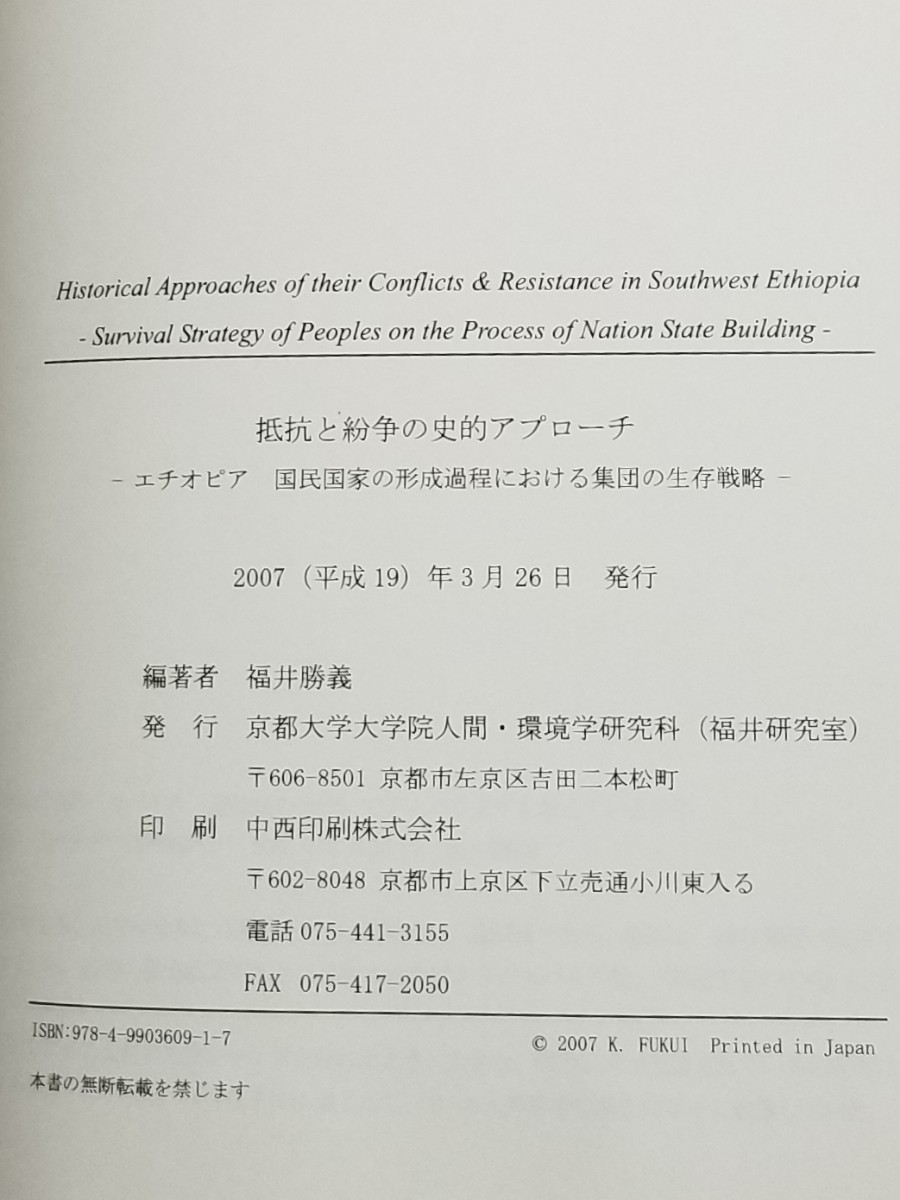 Historical Approaches of their Conflicts & Resistance in Southwest Ethiopia
- Survival Strategy of Peoples on the Process of Nation State Building -
抵抗と紛争の史的アプローチ
- エチオピア　国民国家の形成過程における集団の生存戦略 -
2007（平成19）年3月26日　発行
編著者　福井勝義
発　行　京都大学大学院人間・環境学研究科（福井研究室）
〒606-8501 京都市左京区吉田二本松町
印　刷　中西印刷株式会社
〒602-8048 京都市上京区下立売通小川東入る
電話 075-441-3155
FAX 075-417-2050
ISBN:978-4-9903609-1-7
© 2007 K. FUKUI Printed in Japan
本書の無断転載を禁じます